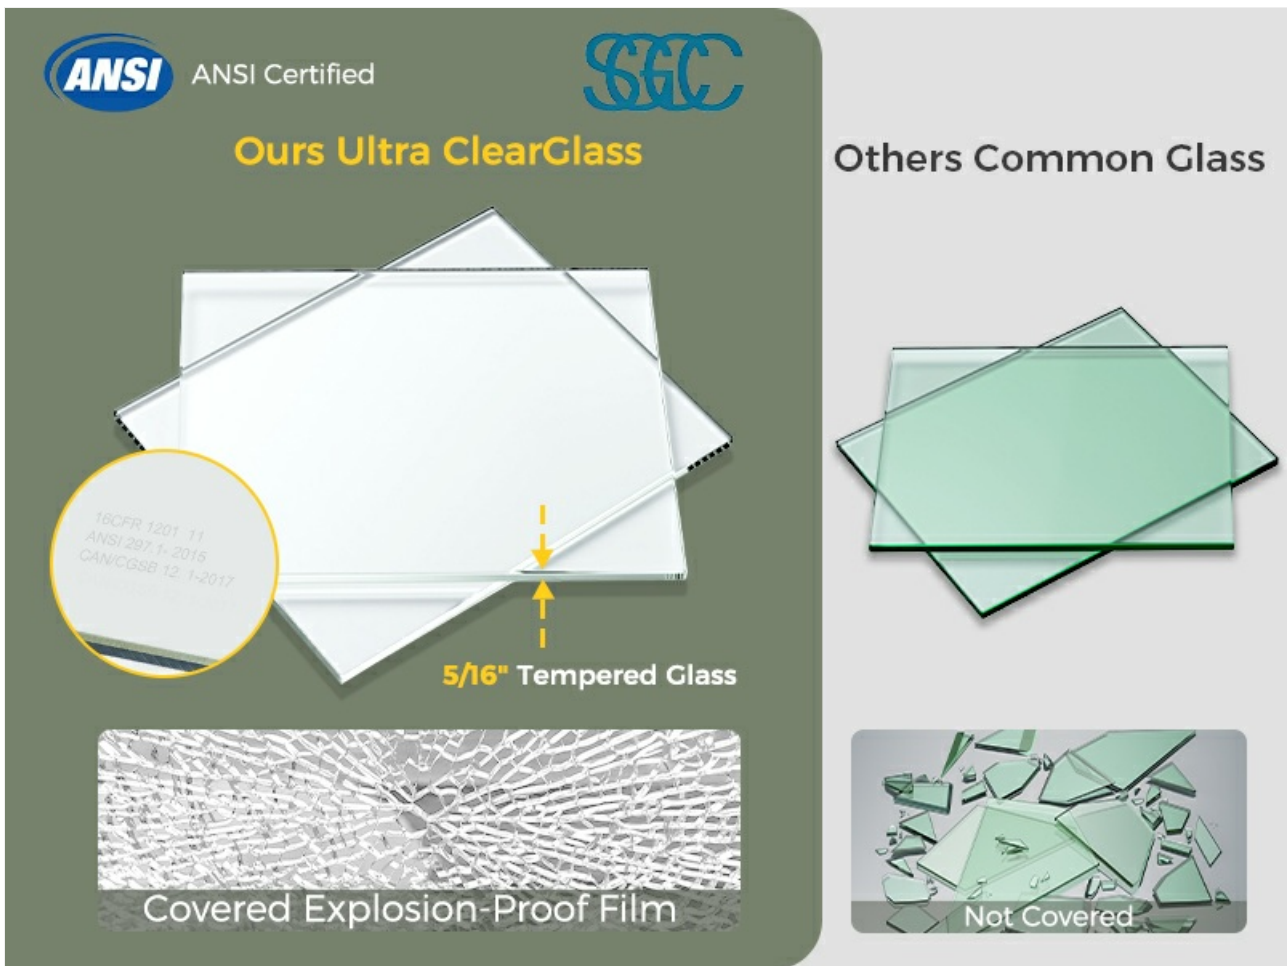 ANSI
ANSI Certified
SGCC
Ours Ultra ClearGlass
Others Common Glass
16CFR 1201 11
ANSI 297.1- 2015
CAN/CGSB 12. 1-2017
5/16" Tempered Glass
Covered Explosion-Proof Film
Not Covered